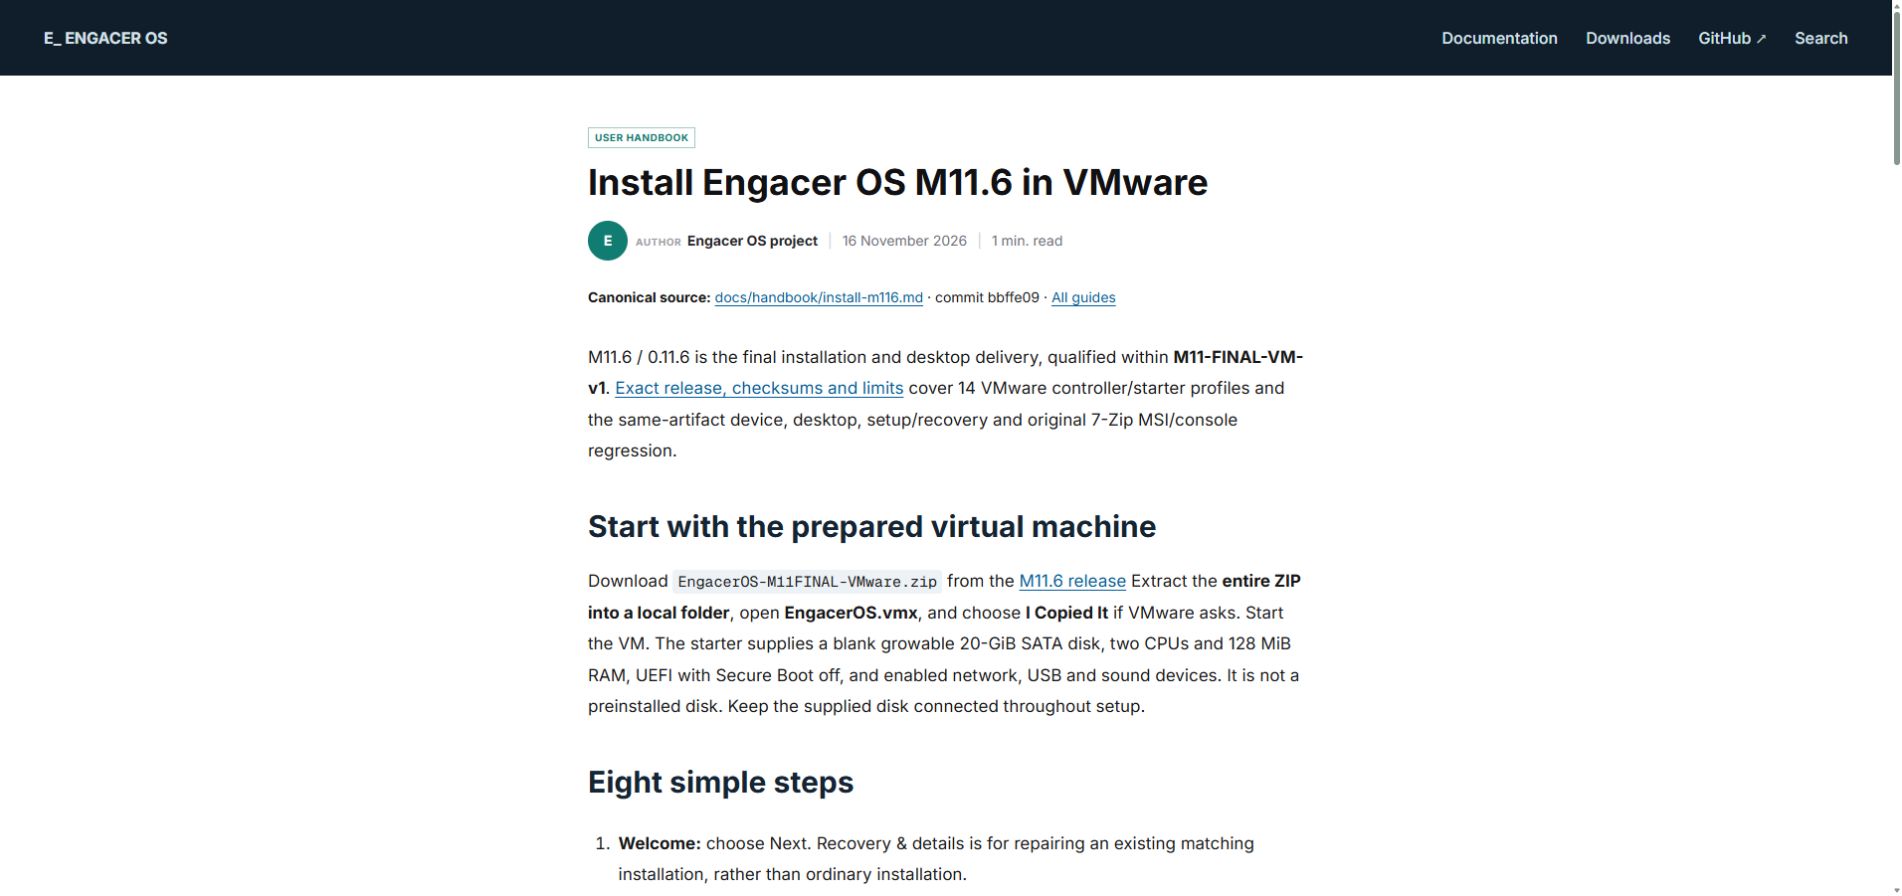 E_ ENGACER OS
Documentation Downloads GitHub ↗ Search
USER HANDBOOK
Install Engacer OS M11.6 in VMware
E AUTHOR Engacer OS project | 16 November 2026 | 1 min. read
Canonical source: docs/handbook/install-m116.md · commit bbffe09 · All guides
M11.6 / 0.11.6 is the final installation and desktop delivery, qualified within M11-FINAL-VM-
v1. Exact release, checksums and limits cover 14 VMware controller/starter profiles and
the same-artifact device, desktop, setup/recovery and original 7-Zip MSI/console
regression.
Start with the prepared virtual machine
Download EngacerOS-M11FINAL-VMware.zip from the M11.6 release Extract the entire ZIP
into a local folder, open EngacerOS.vmx, and choose I Copied It if VMware asks. Start
the VM. The starter supplies a blank growable 20-GiB SATA disk, two CPUs and 128 MiB
RAM, UEFI with Secure Boot off, and enabled network, USB and sound devices. It is not a
preinstalled disk. Keep the supplied disk connected throughout setup.
Eight simple steps
1. Welcome: choose Next. Recovery & details is for repairing an existing matching
installation, rather than ordinary installation.